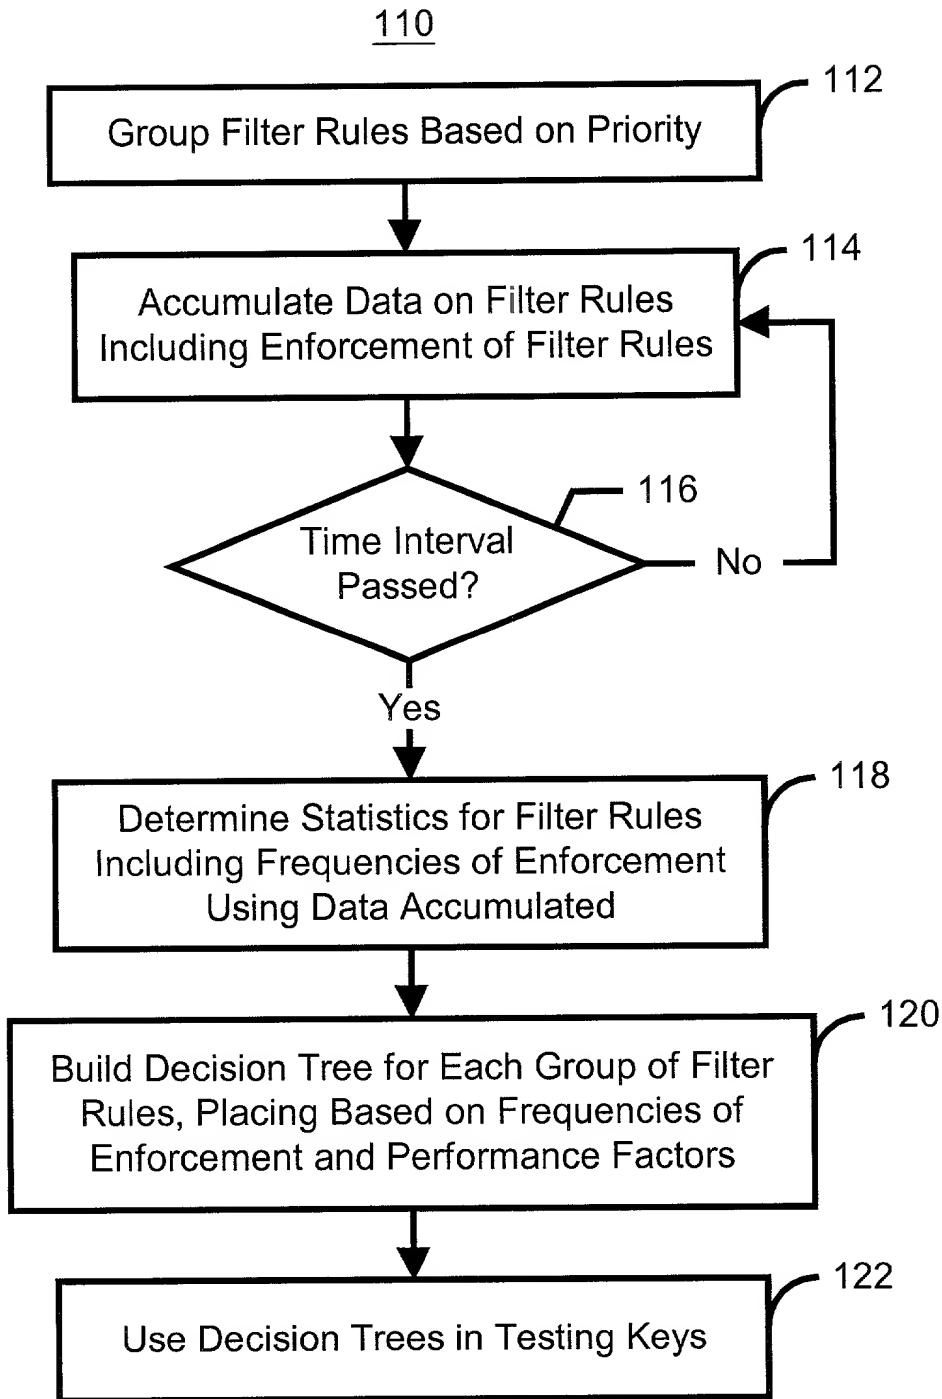 110
112
Group Filter Rules Based on Priority
114
Accumulate Data on Filter Rules
Including Enforcement of Filter Rules
116
Time Interval
Passed?
No
Yes
118
Determine Statistics for Filter Rules
Including Frequencies of Enforcement
Using Data Accumulated
120
Build Decision Tree for Each Group of Filter
Rules, Placing Based on Frequencies of
Enforcement and Performance Factors
122
Use Decision Trees in Testing Keys